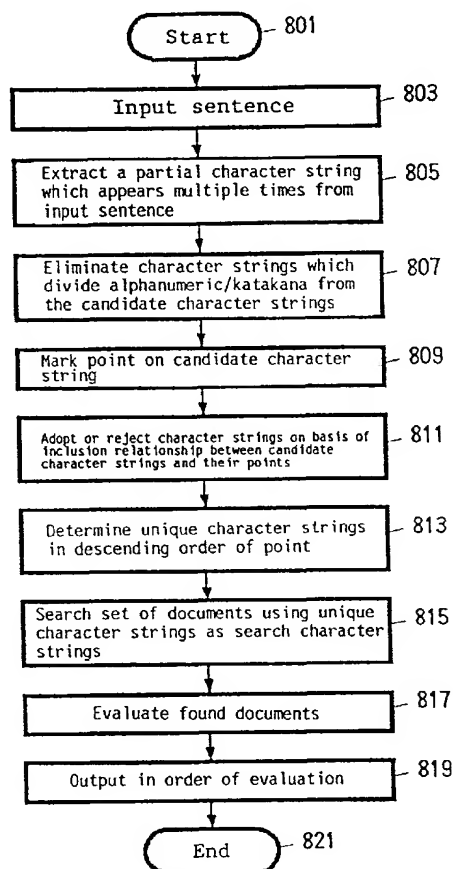 Start
801
Input sentence
803
Extract a partial character string
which appears multiple times from
input sentence
805
Eliminate character strings which
divide alphanumeric/katakana from
the candidate character strings
807
Mark point on candidate character
string
809
Adopt or reject character strings on basis of
inclusion relationship between candidate
character strings and their points
811
Determine unique character strings
in descending order of point
813
Search set of documents using unique
character strings as search character
strings
815
Evaluate found documents
817
Output in order of evaluation
819
End
821